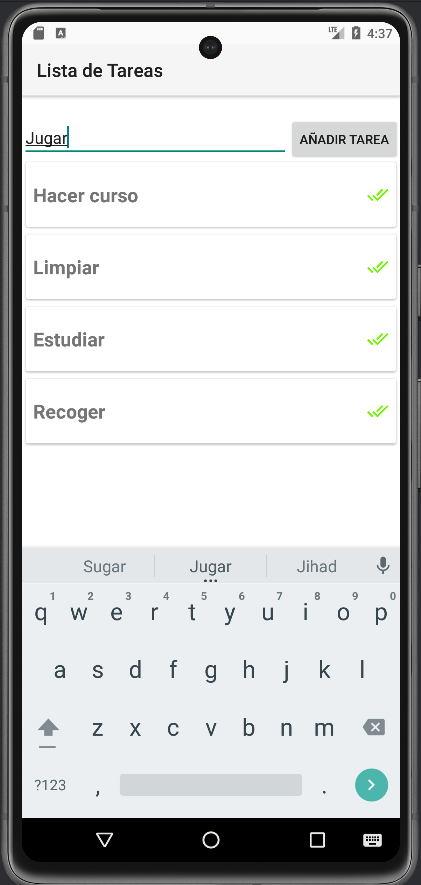 LTE 4:37
A
Lista de Tareas
Jugar AÑADIR TAREA
Hacer curso
Limpiar
Estudiar
Recoger
Sugar Jugar Jihad
1 2 3 4 5 6 7 8 9 0
q w e r t y u i o p
a s d f g h j k l
z x c v b n m
?123 , .